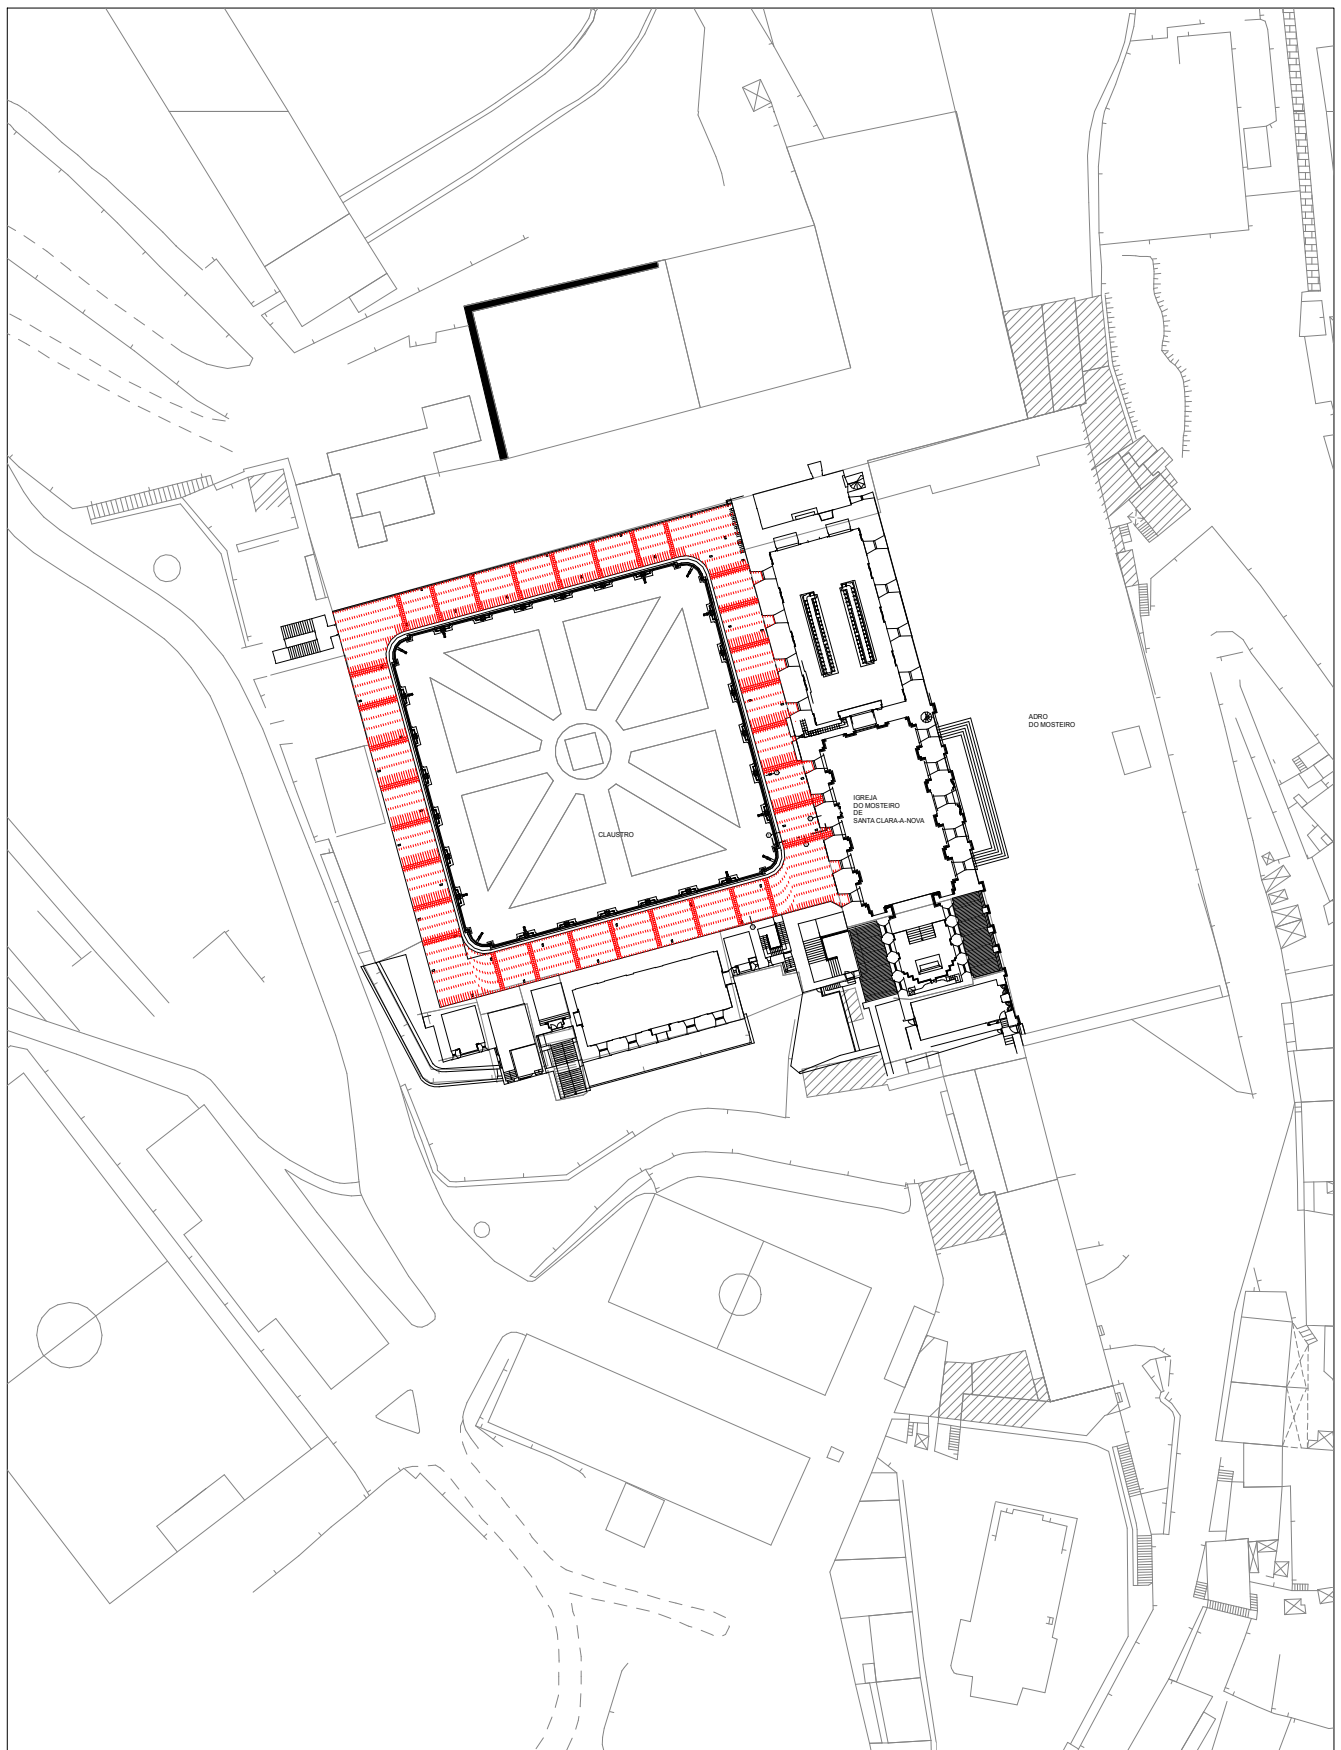 ADRO
DO MOSTEIRO
IGREJA
DO MOSTEIRO
DE
SANTA CLARA-A-NOVA
CLAUSTRO